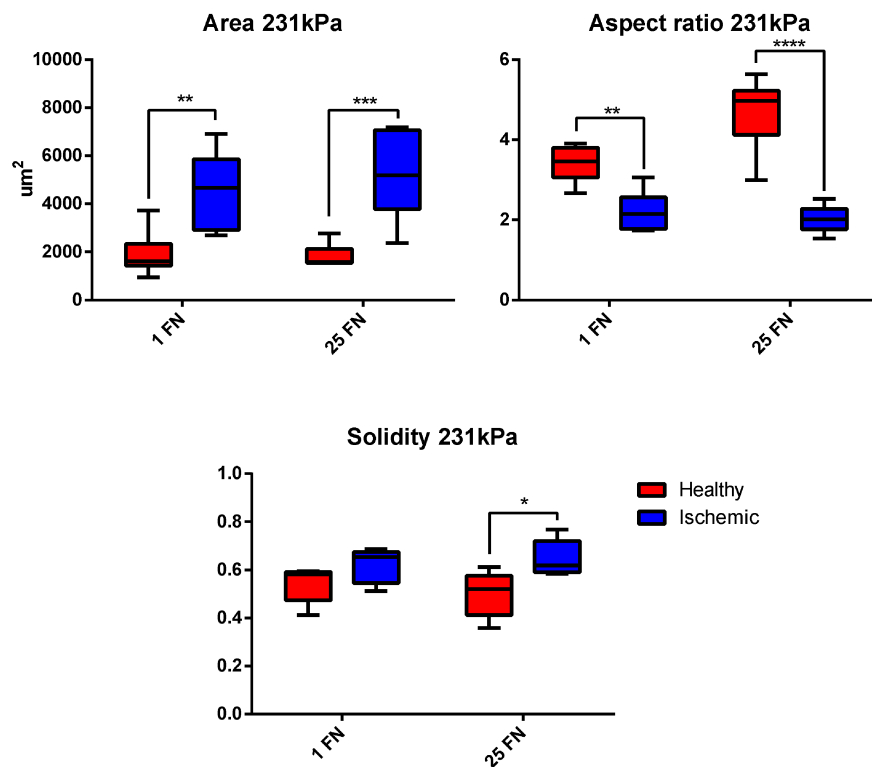 Area 231kPa
10000
8000
6000
4000
2000
0
um2
**
***
1 FN
25 FN
Aspect ratio 231kPa
6
4
2
0
**
****
1 FN
25 FN
Solidity 231kPa
1.0
0.8
0.6
0.4
0.2
0.0
*
1 FN
25 FN
Healthy
Ischemic